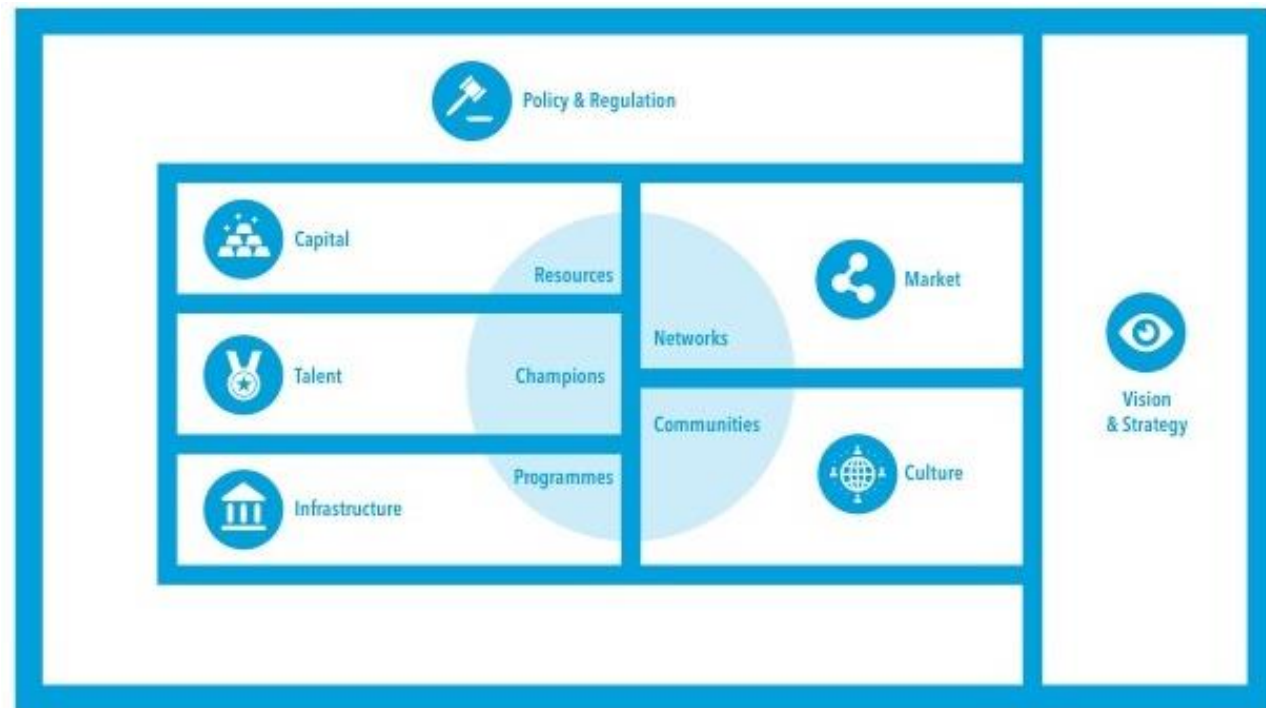 Policy & Regulation
Capital
Resources
Talent
Champions
Programmes
Infrastructure
Market
Networks
Communities
Culture
Vision
& Strategy